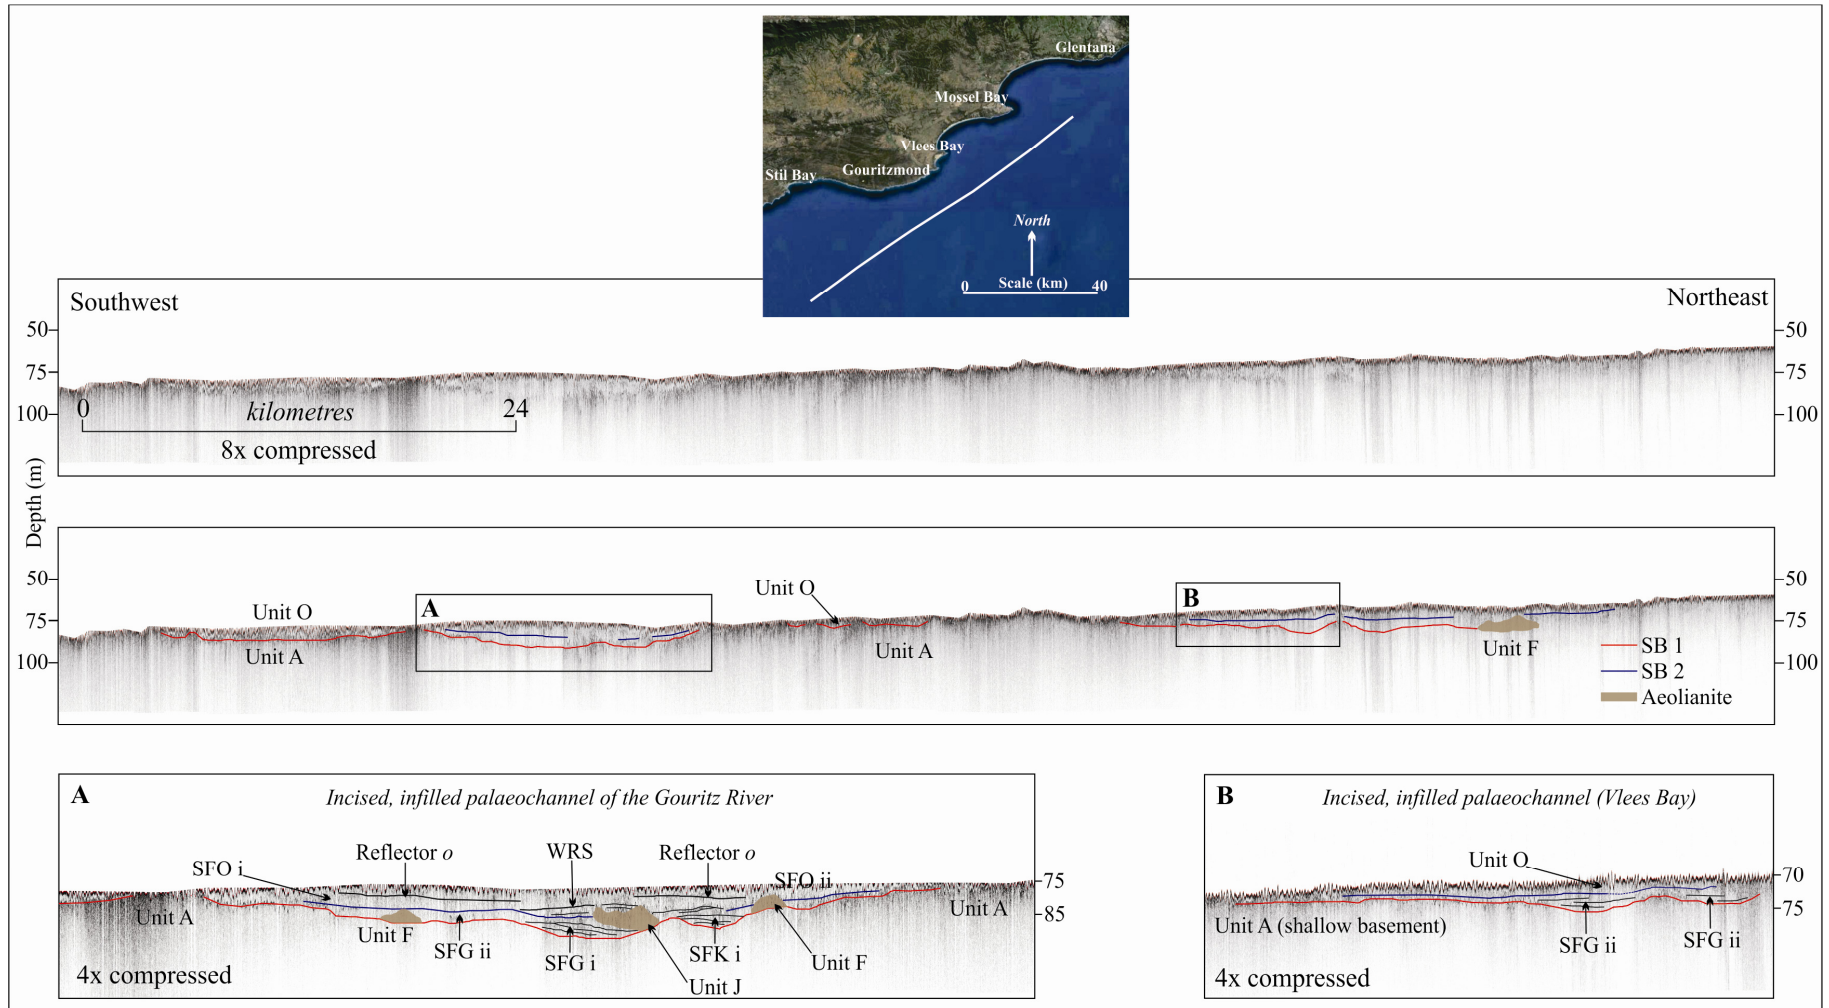 Glentana
Mossel Bay
Vlees Bay
Gouritzmond
Stil Bay
North
Scale (km)
0 40
Southwest
Northeast
50
50
75
75
100
100
0 kilometres 24
8x compressed
Depth (m)
50
50
75
75
100
100
A
B
Unit O
Unit O
Unit A
Unit A
Unit F
SB 1
SB 2
Aeolianite
A
Incised, infilled palaeochannel of the Gouritz River
Reflector o
WRS
Reflector o
SFO i
SFO ii
75
85
Unit A
Unit A
Unit F
SFG ii
SFG i
SFK i
Unit F
Unit J
4x compressed
B
Incised, infilled palaeochannel (Vlees Bay)
Unit O
70
75
Unit A (shallow basement)
SFG ii
SFG ii
4x compressed